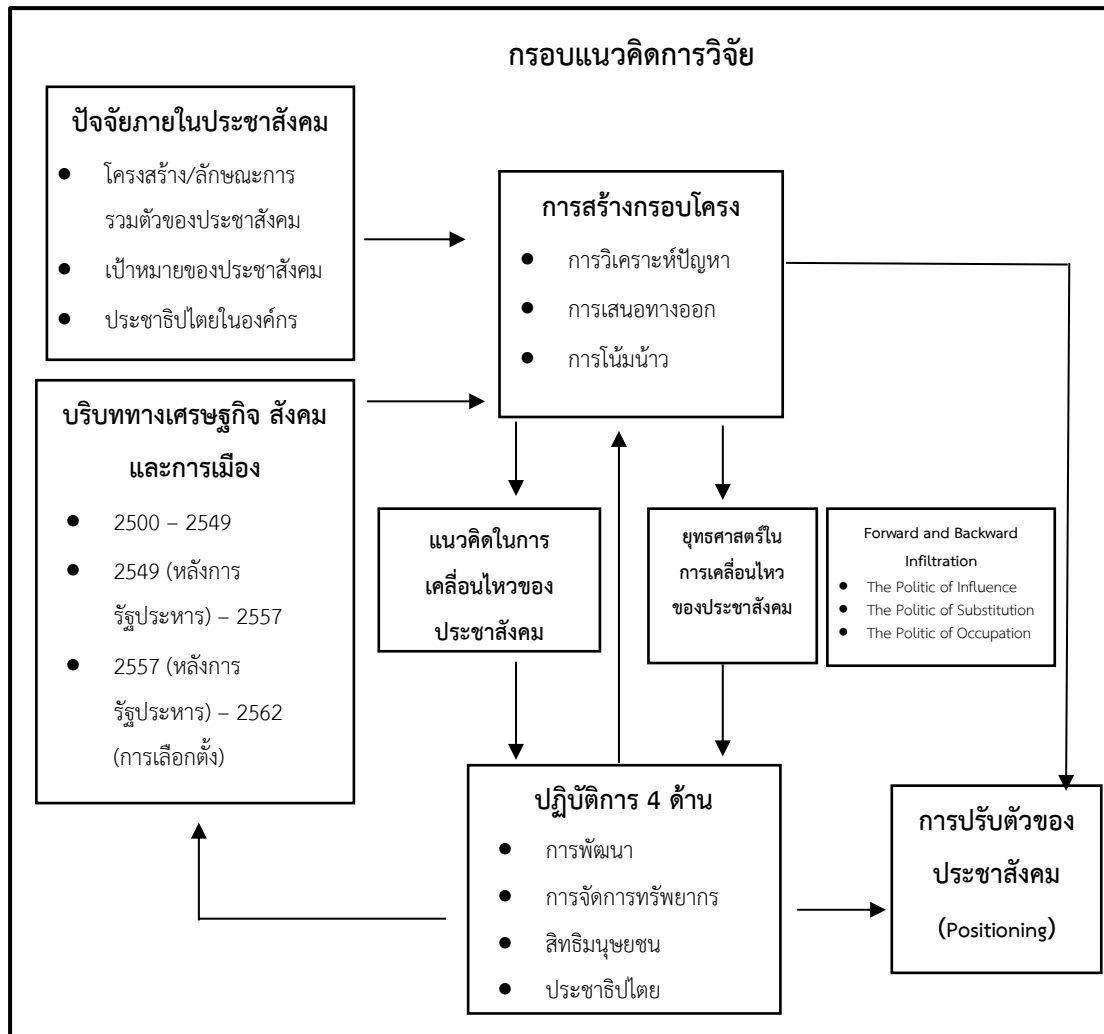 กรอบแนวคิดการวิจัย
ปัจจัยภายในประชาสังคม
● โครงสร้าง/ลักษณะการ
รวมตัวของประชาสังคม
● เป้าหมายของประชาสังคม
● ประชาธิปไตยในองค์กร
การสร้างกรอบโครง
● การวิเคราะห์ปัญหา
● การเสนอทางออก
● การโน้มน้าว
บริบททางเศรษฐกิจ สังคม
และการเมือง
● 2500 – 2549
● 2549 (หลังการ
รัฐประหาร) – 2557
● 2557 (หลังการ
รัฐประหาร) – 2562
(การเลือกตั้ง)
แนวคิดในการ
เคลื่อนไหวของ
ประชาสังคม
ยุทธศาสตร์ใน
การเคลื่อนไหว
ของประชาสังคม
Forward and Backward
Infiltration
● The Politic of Influence
● The Politic of Substitution
● The Politic of Occupation
ปฏิบัติการ 4 ด้าน
● การพัฒนา
● การจัดการทรัพยากร
● สิทธิมนุษยชน
● ประชาธิปไตย
การปรับตัวของ
ประชาสังคม
(Positioning)